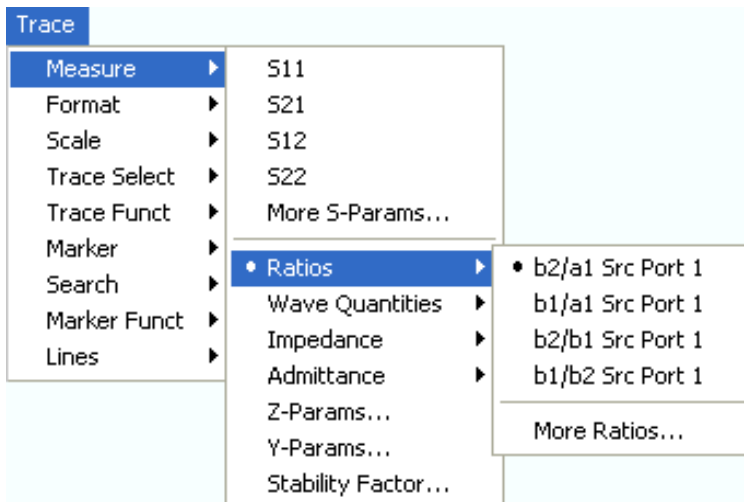 Trace
Measure
Format
Scale
Trace Select
Trace Funct
Marker
Search
Marker Funct
Lines
S11
S21
S12
S22
More S-Params...
Ratios
Wave Quantities
Impedance
Admittance
Z-Params...
Y-Params...
Stability Factor...
b2/a1 Src Port 1
b1/a1 Src Port 1
b2/b1 Src Port 1
b1/b2 Src Port 1
More Ratios...